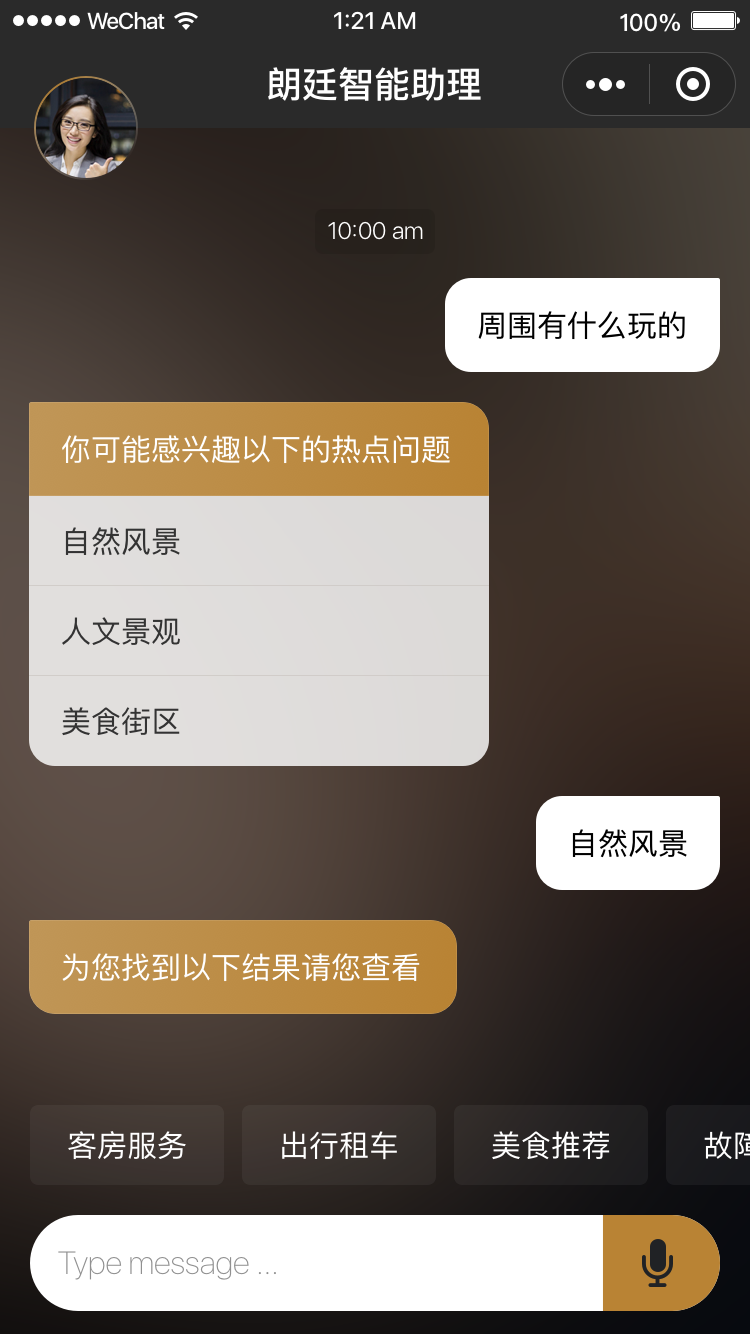 WeChat 1:21 AM 100%
朗廷智能助理
10:00 am
周围有什么玩的
你可能感兴趣以下的热点问题
自然风景
人文景观
美食街区
自然风景
为您找到以下结果请您查看
客房服务 出行租车 美食推荐 故障
Type message ...